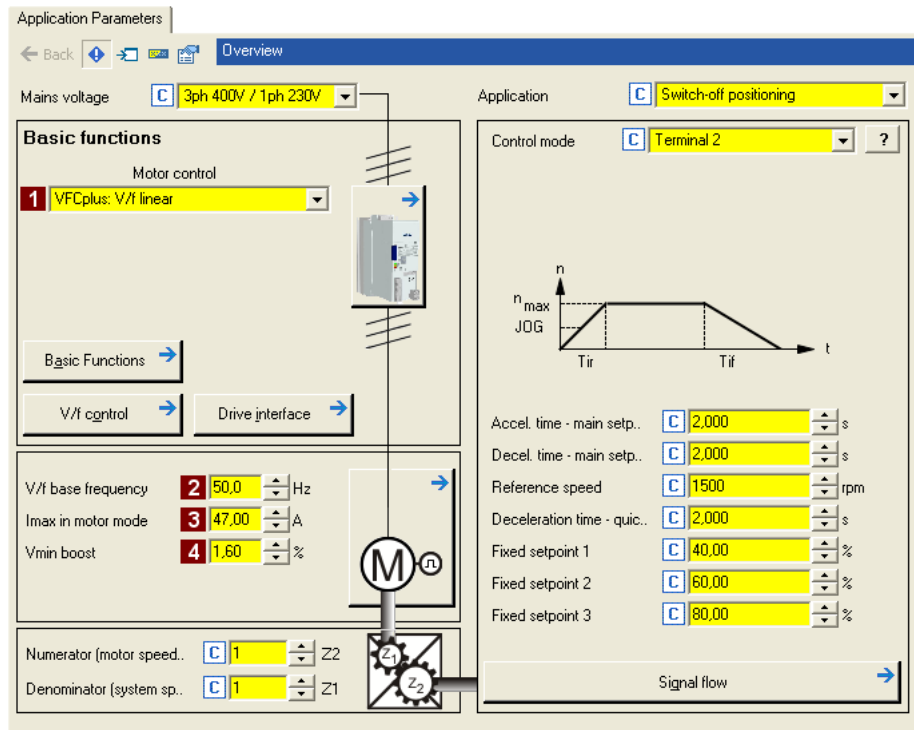 Application Parameters
Back
Overview
Mains voltage C 3ph 400V / 1ph 230V
Application C Switch-off positioning
Basic functions
Motor control
1 VFCplus: V/f linear
Basic Functions
V/f control
Drive interface
V/f base frequency 2 50,0 Hz
Imax in motor mode 3 47,00 A
Vmin boost 4 1,60 %
M
Numerator (motor speed.. C 1 Z2
Denominator (system sp.. C 1 Z1
Z1
Z2
Control mode C Terminal 2 ?
n
n max
JOG
t
Tir
Tif
Accel. time - main setp.. C 2,000 s
Decel. time - main setp.. C 2,000 s
Reference speed C 1500 rpm
Deceleration time - quic.. C 2,000 s
Fixed setpoint 1 C 40,00 %
Fixed setpoint 2 C 60,00 %
Fixed setpoint 3 C 80,00 %
Signal flow